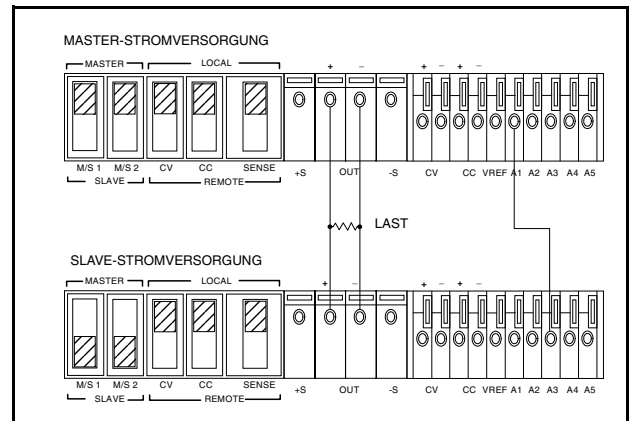 MASTER-STROMVERSORGUNG
MASTER LOCAL
+ – + – + –
M/S 1 M/S 2 CV CC SENSE +S OUT -S CV CC VREF A1 A2 A3 A4 A5
SLAVE REMOTE
LAST
SLAVE-STROMVERSORGUNG
MASTER LOCAL
+ – + – + –
M/S 1 M/S 2 CV CC SENSE +S OUT -S CV CC VREF A1 A2 A3 A4 A5
SLAVE REMOTE